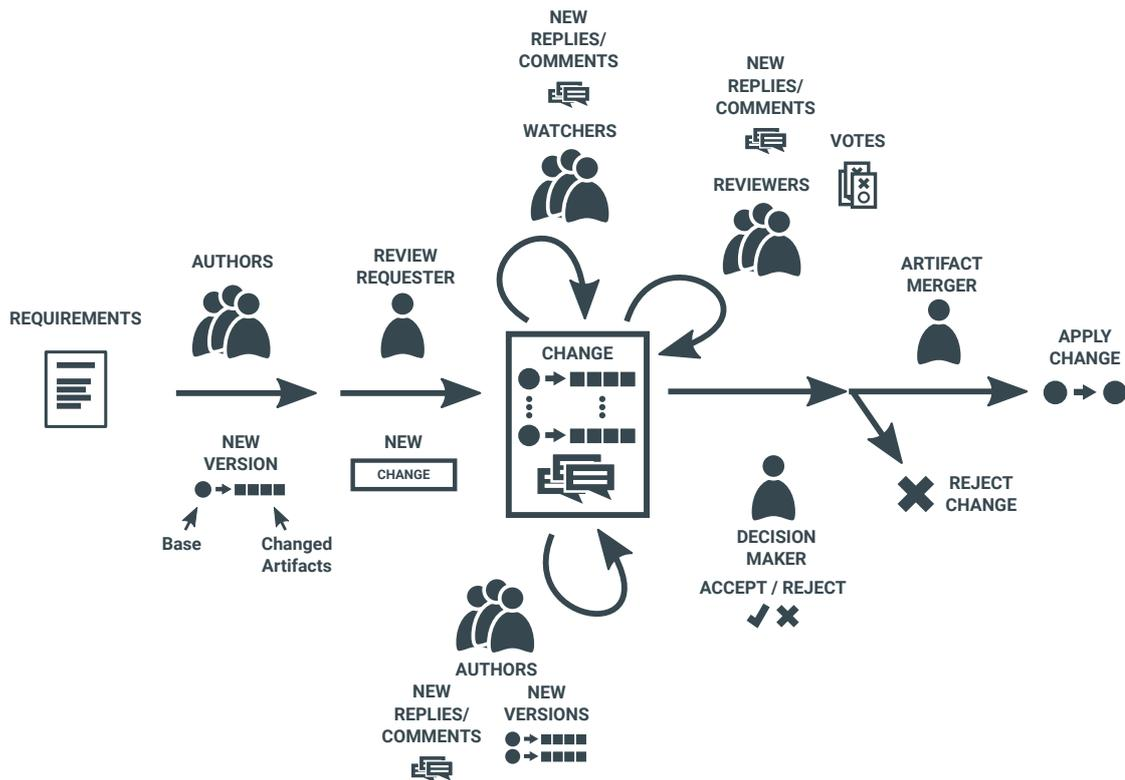 NEW
REPLIES/
COMMENTS
WATCHERS
NEW
REPLIES/
COMMENTS
VOTES
REVIEWERS
REQUIREMENTS
AUTHORS
NEW
VERSION
Base
Changed
Artifacts
REVIEW
REQUESTER
NEW
CHANGE
CHANGE
ARTIFACT
MERGER
APPLY
CHANGE
REJECT
CHANGE
DECISION
MAKER
ACCEPT / REJECT
AUTHORS
NEW
REPLIES/
COMMENTS
NEW
VERSIONS